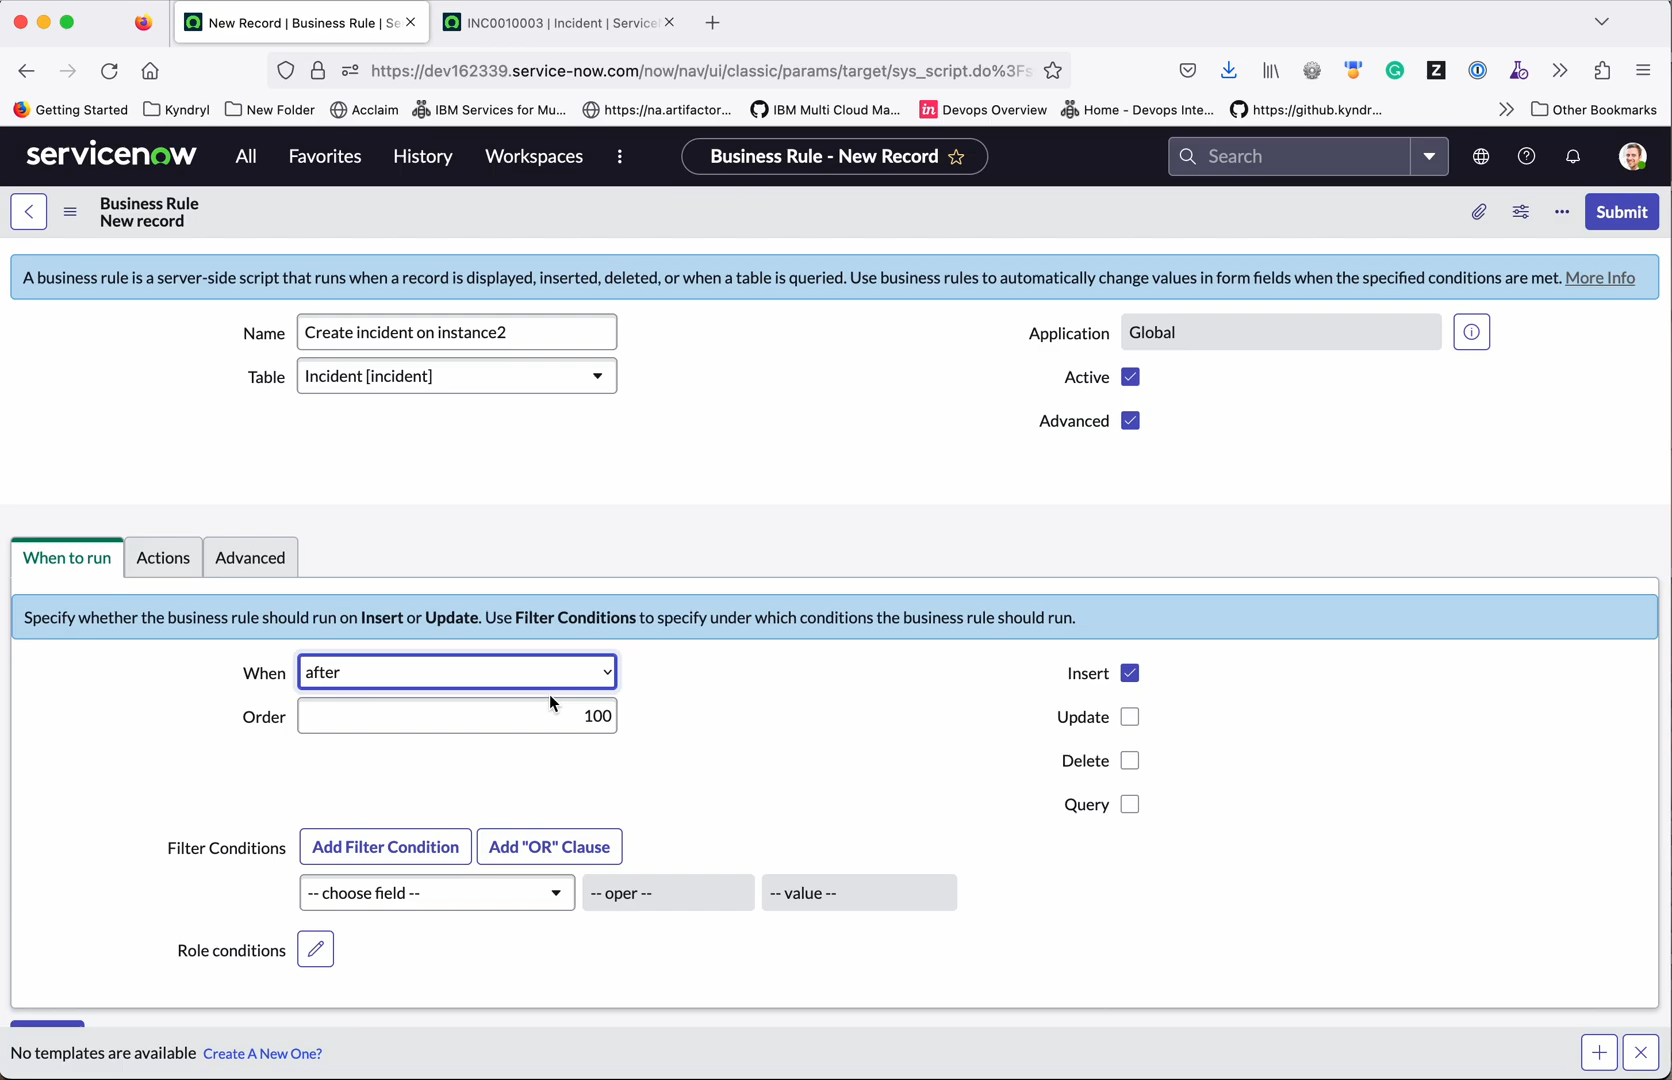 New Record | Business Rule | Se
INC0010003 | Incident | Service
https://dev162339.service-now.com/now/nav/ui/classic/params/target/sys_script.do%3Fs
Getting Started
Kyndryl
New Folder
Acclaim
IBM Services for Mu...
https://na.artifactor...
IBM Multi Cloud Ma...
in Devops Overview
Home - Devops Inte...
https://github.kyndr...
Other Bookmarks
servicenow
All
Favorites
History
Workspaces
Business Rule - New Record
Search
Business Rule
New record
Submit
A business rule is a server-side script that runs when a record is displayed, inserted, deleted, or when a table is queried. Use business rules to automatically change values in form fields when the specified conditions are met. More Info
Name
Create incident on instance2
Application
Global
Table
Incident [incident]
Active
Advanced
When to run
Actions
Advanced
Specify whether the business rule should run on Insert or Update. Use Filter Conditions to specify under which conditions the business rule should run.
When
after
Insert
Order
100
Update
Delete
Query
Filter Conditions
Add Filter Condition
Add "OR" Clause
-- choose field --
-- oper --
-- value --
Role conditions
No templates are available Create A New One?